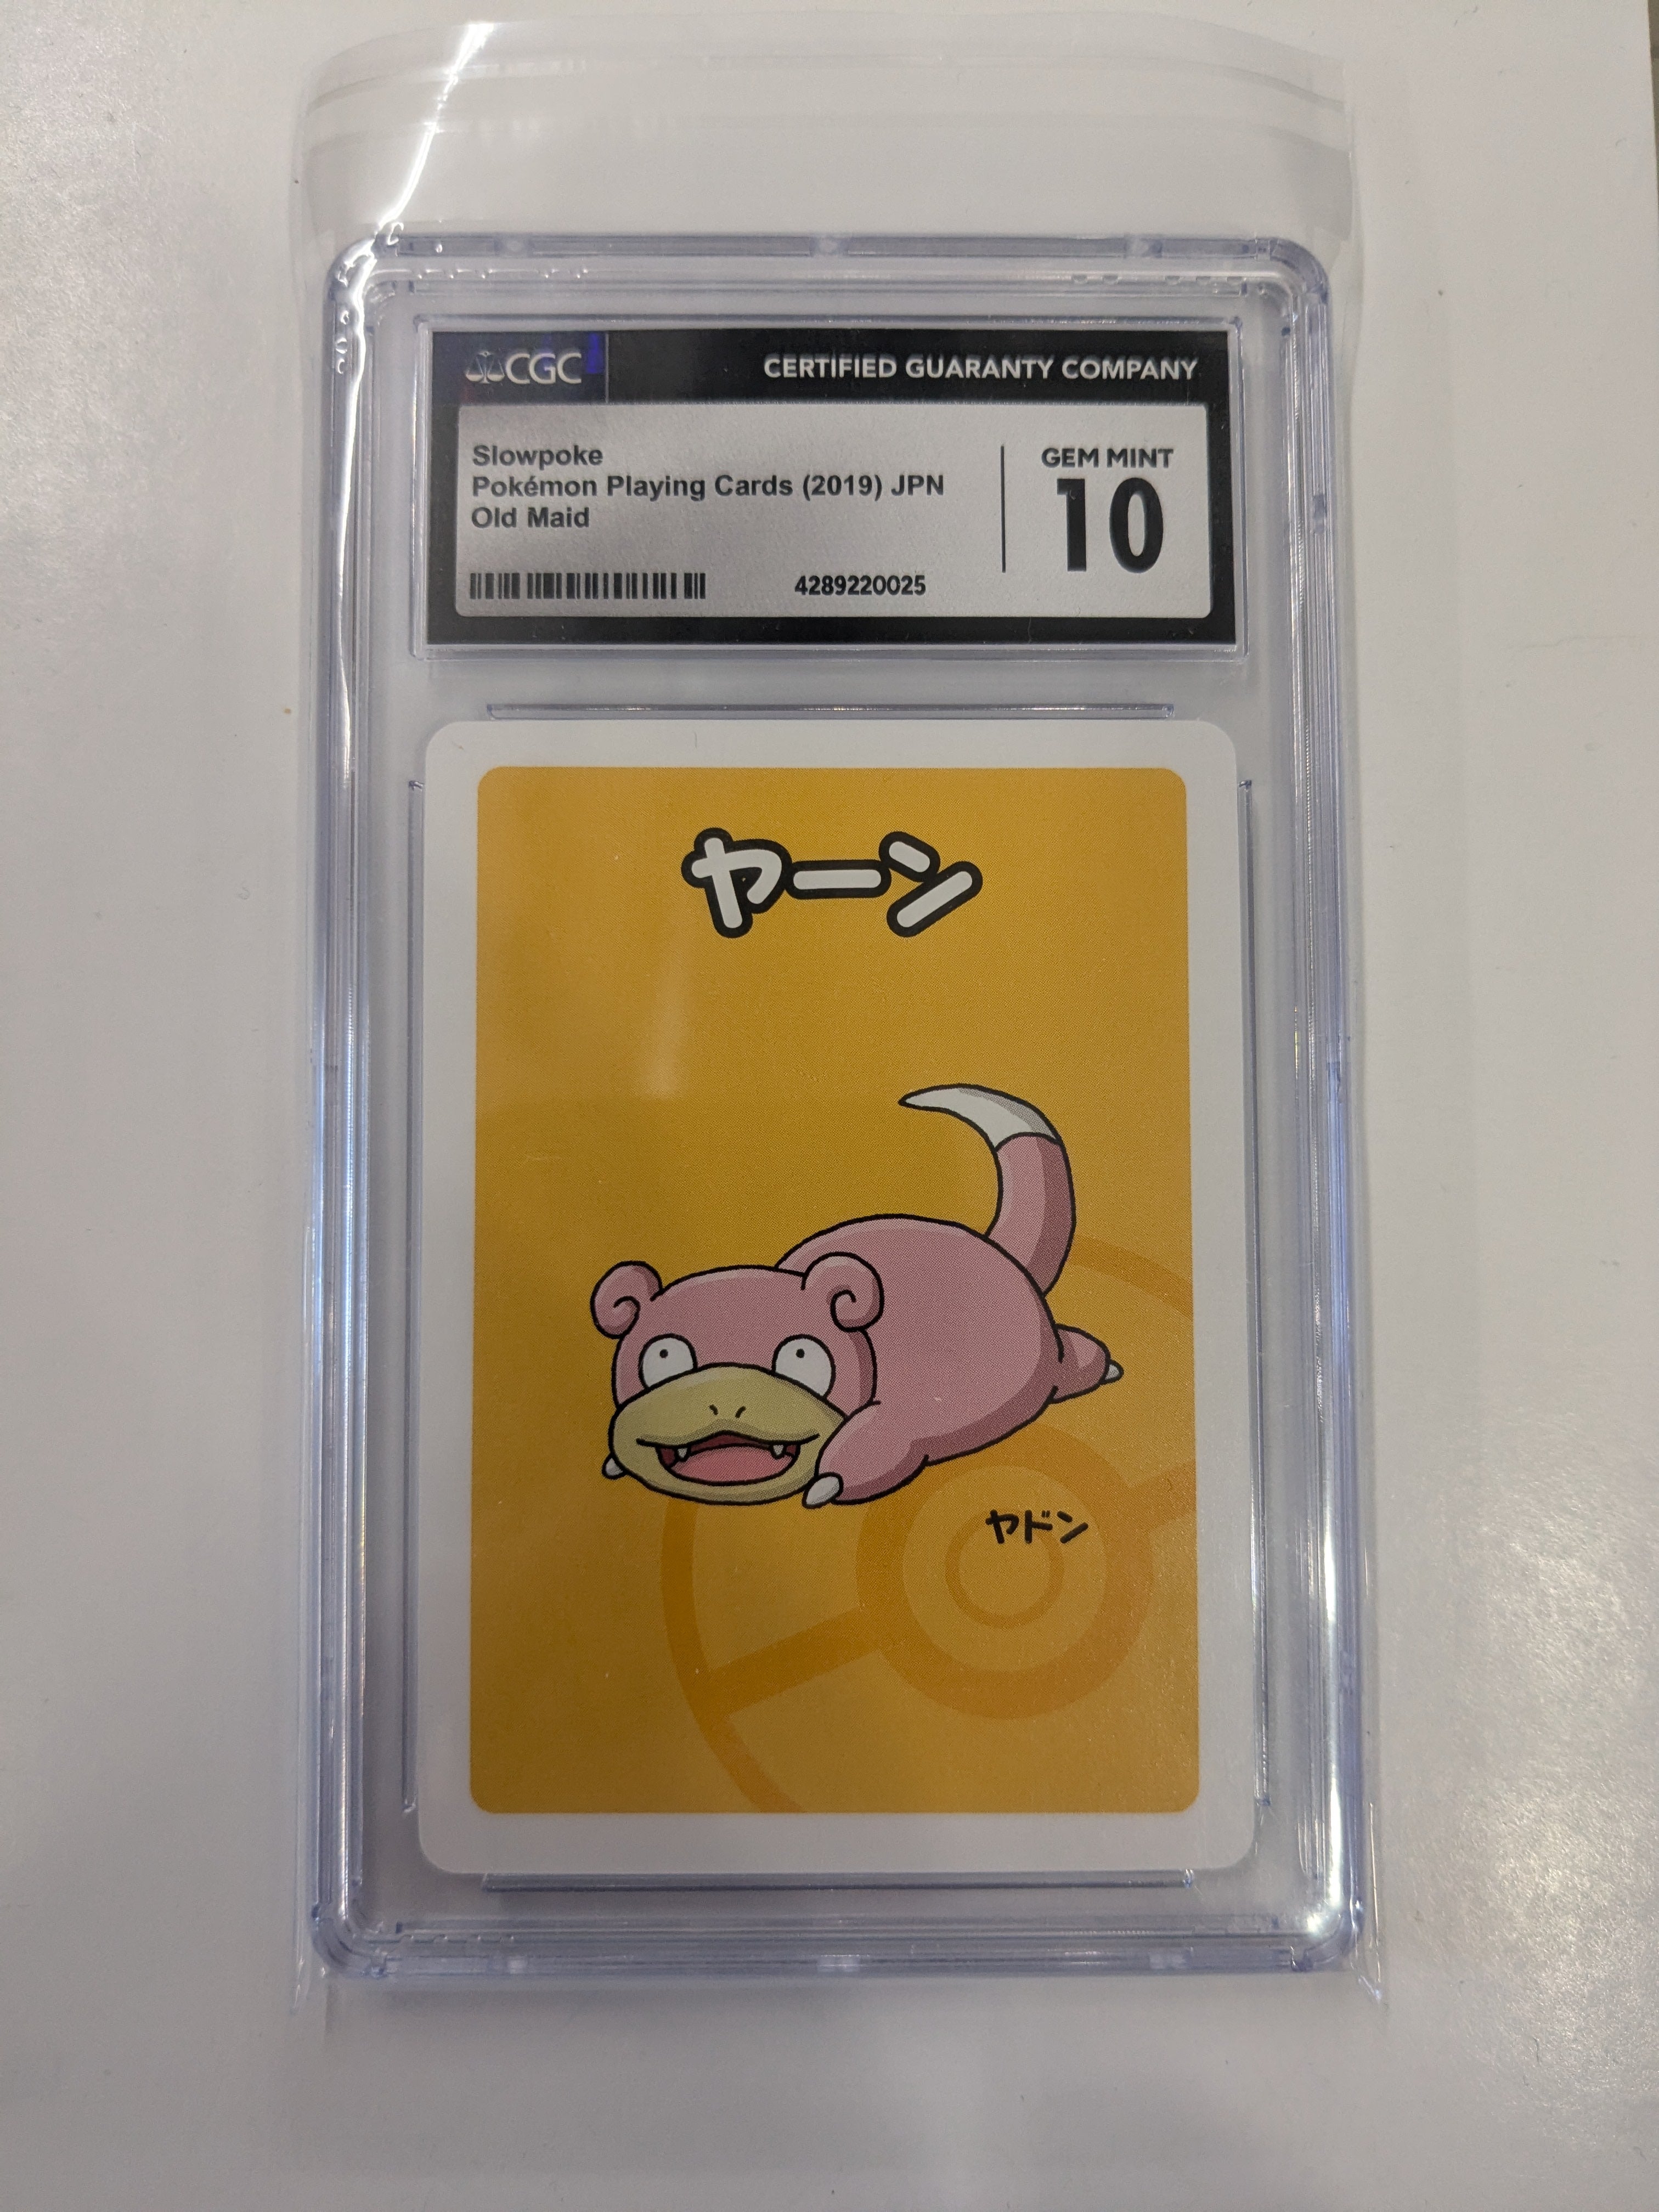 CGC
CERTIFIED GUARANTY COMPANY
Slowpoke
Pokémon Playing Cards (2019) JPN
Old Maid
4289220025
GEM MINT
10
ヤーン
ヤドン